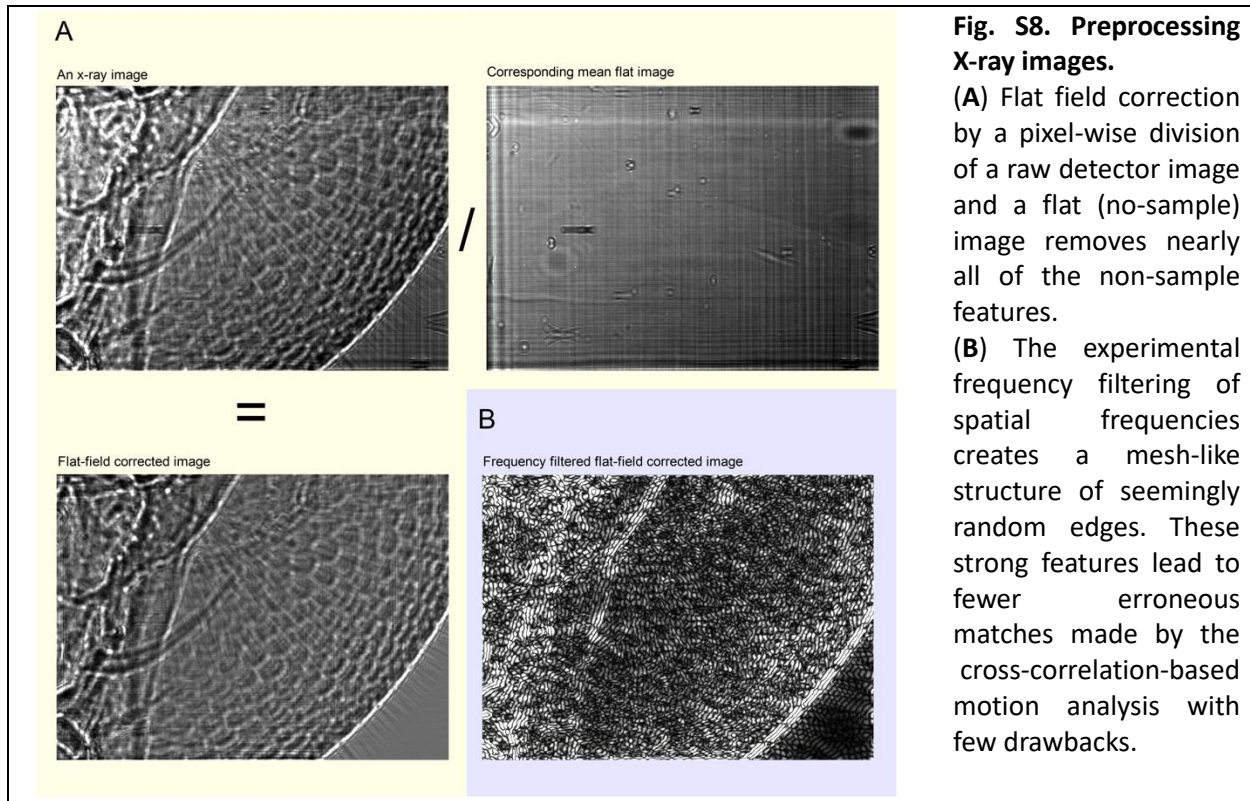 A
An x-ray image
Corresponding mean flat image
/
=
Flat-field corrected image
B
Frequency filtered flat-field corrected image
Fig. S8. Preprocessing
X-ray images.
(A) Flat field correction
by a pixel-wise division
of a raw detector image
and a flat (no-sample)
image removes nearly
all of the non-sample
features.
(B) The experimental
frequency filtering of
spatial frequencies
creates a mesh-like
structure of seemingly
random edges. These
strong features lead to
fewer erroneous
matches made by the
cross-correlation-based
motion analysis with
few drawbacks.